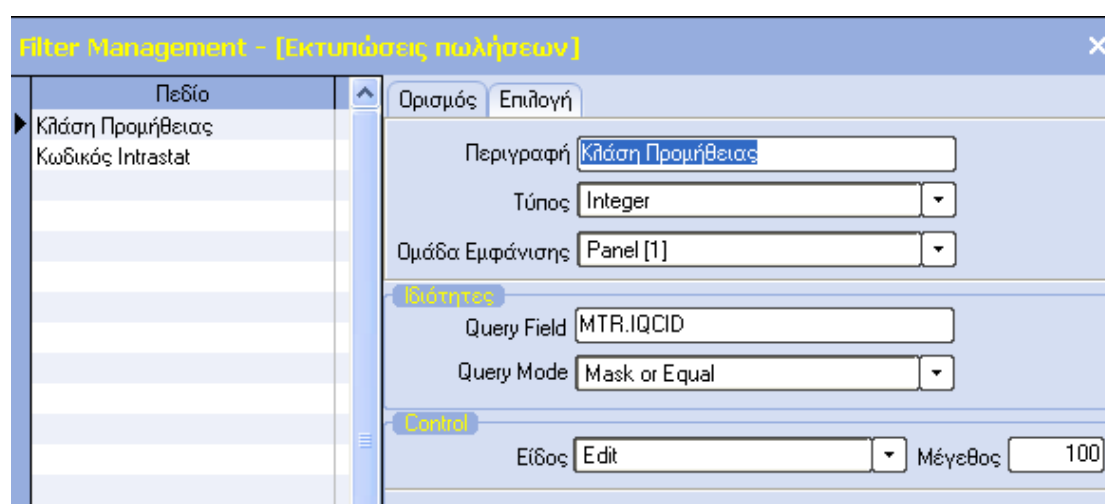 Filter Management - [Εκτυπώσεις πωλήσεων]
Πεδίο
Κλάση Προμήθειας
Κωδικός Intrastat
Ορισμός Επιλογή
Περιγραφή Κλάση Προμήθειας
Τύπος Integer
Ομάδα Εμφάνισης Panel [1]
Ιδιότητες
Query Field MTR.IQCID
Query Mode Mask or Equal
Control
Είδος Edit Μέγεθος 100